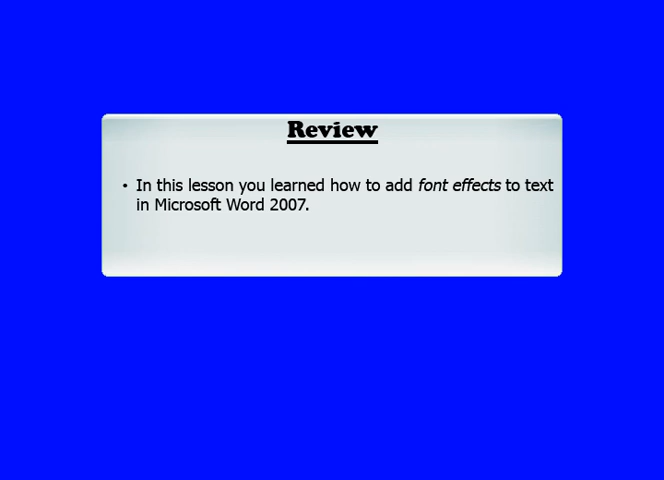 Review
• In this lesson you learned how to add font effects to text
in Microsoft Word 2007.